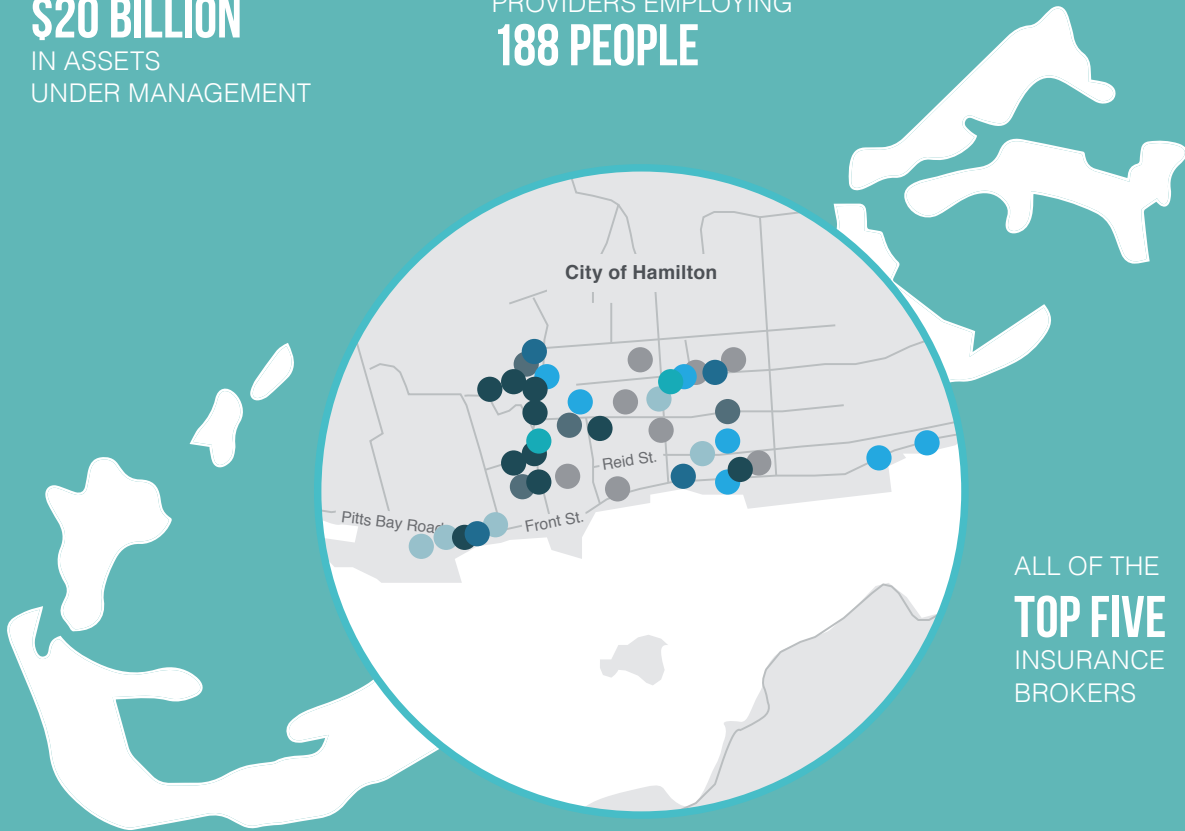 $20 BILLION
IN ASSETS
UNDER MANAGEMENT
PROVIDERS EMPLOYING
188 PEOPLE
City of Hamilton
Reid St.
Pitts Bay Road
Front St.
ALL OF THE
TOP FIVE
INSURANCE
BROKERS